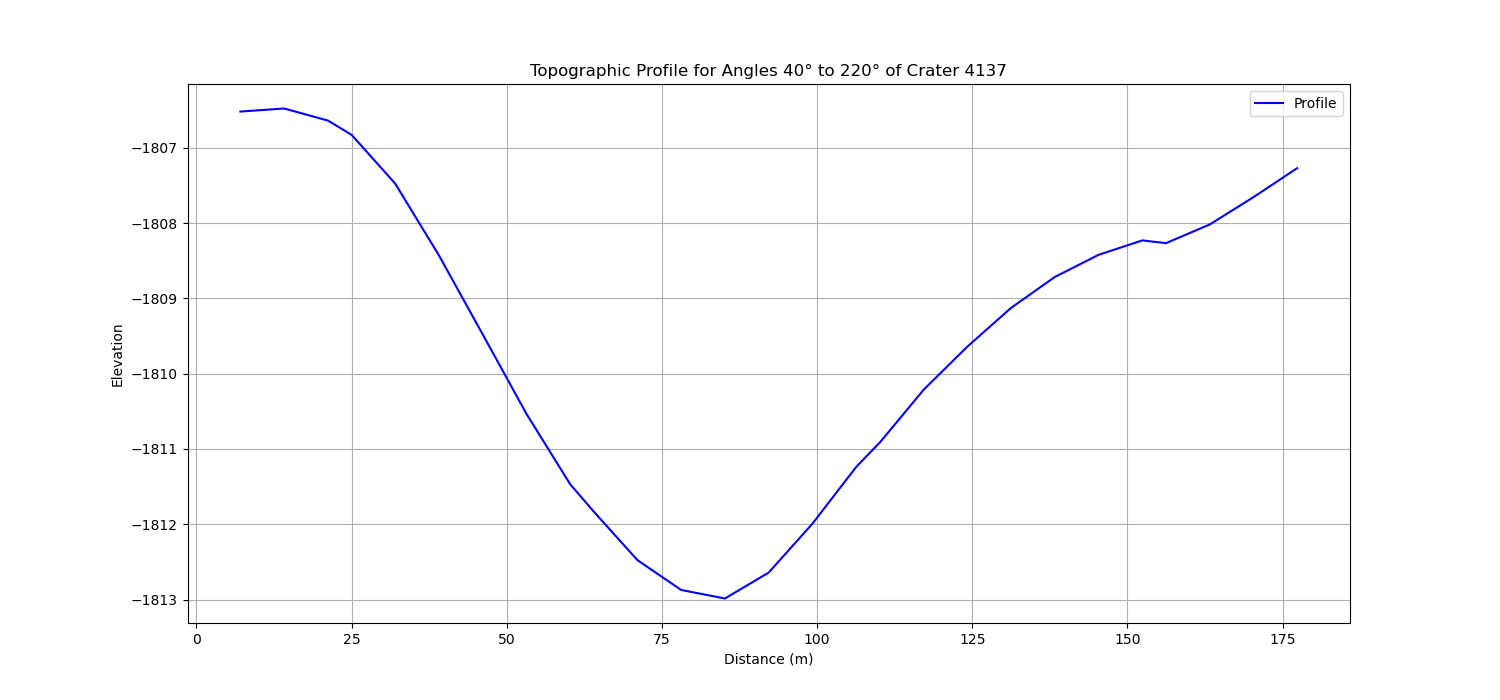 Topographic Profile for Angles 40° to 220° of Crater 4137
Profile
−1807
−1808
−1809
−1810
−1811
−1812
−1813
Elevation
0 25 50 75 100 125 150 175
Distance (m)